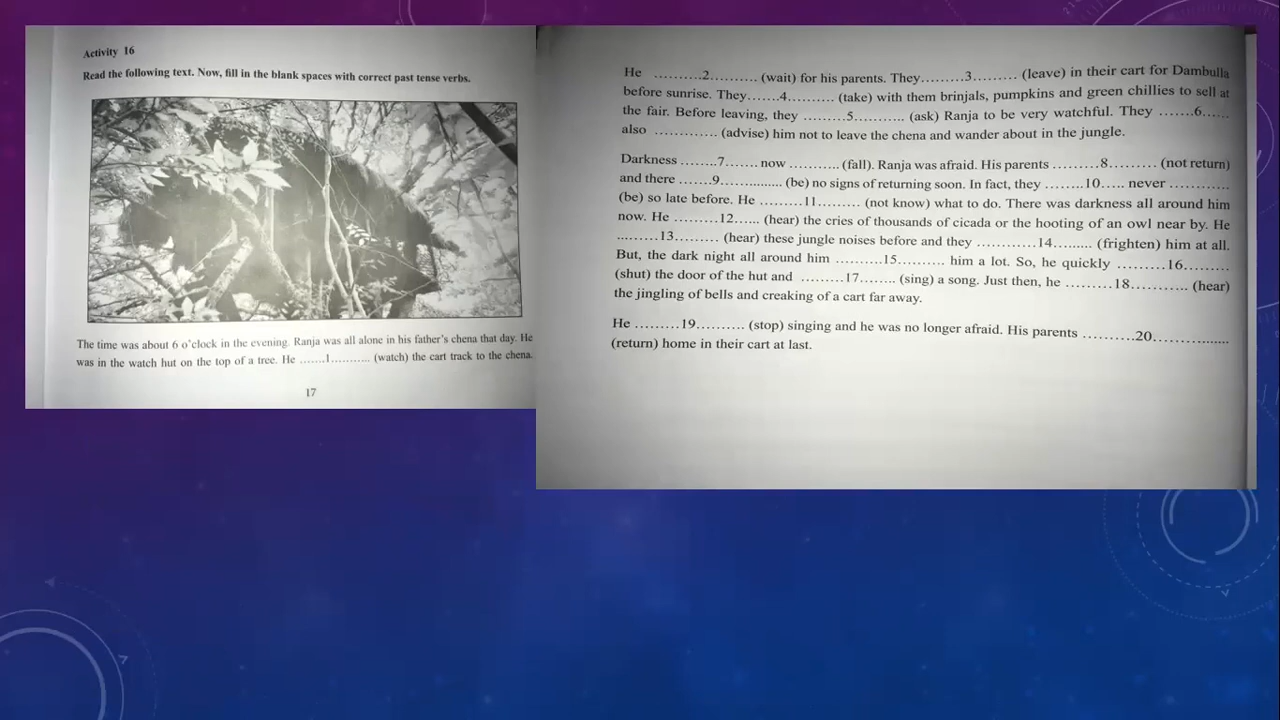 Activity 16
Read the following text. Now, fill in the blank spaces with correct past tense verbs.
The time was about 6 o'clock in the evening. Ranja was all alone in his father's chena that day. He
was in the watch hut on the top of a tree. He .......1........... (watch) the cart track to the chena.
17
He .........2......... (wait) for his parents. They.........3......... (leave) in their cart for Dambulla
before sunrise. They.......4.......... (take) with them brinjals, pumpkins and green chillies to sell at
the fair. Before leaving, they .........5........... (ask) Ranja to be very watchful. They .......6......
also ............ (advise) him not to leave the chena and wander about in the jungle.
Darkness ........7....... now ........... (fall). Ranja was afraid. His parents ..........8......... (not return)
and there .......9............... (be) no signs of returning soon. In fact, they ........10..... never ............
(be) so late before. He .........11......... (not know) what to do. There was darkness all around him
now. He .........12...... (hear) the cries of thousands of cicada or the hooting of an owl near by. He
.........13......... (hear) these jungle noises before and they ............14......... (frighten) him at all.
But, the dark night all around him ..........15.......... him a lot. So, he quickly .........16.........
(shut) the door of the hut and .........17........ (sing) a song. Just then, he .........18........... (hear)
the jingling of bells and creaking of a cart far away.
He .........19.......... (stop) singing and he was no longer afraid. His parents ..........20...............
(return) home in their cart at last.